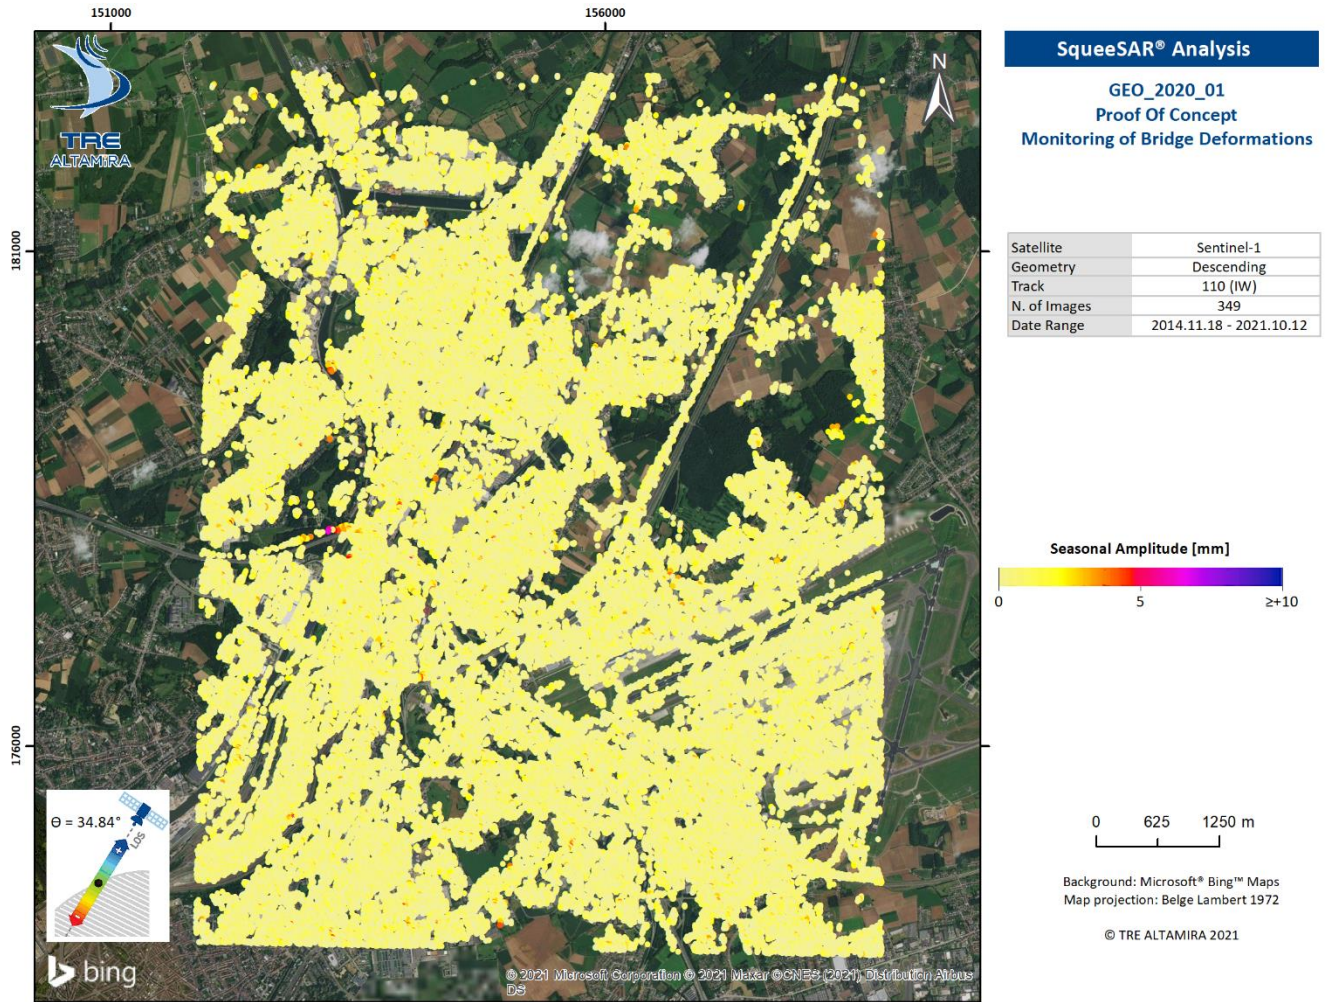 151000
156000
181000
176000
TRE
ALTAMIRA
N
Θ = 34.84°
LOS
+
-
bing
© 2021 Microsoft Corporation © 2021 Maxar ©CNES (2021) Distribution Airbus
DS
SqueeSAR® Analysis
GEO_2020_01
Proof Of Concept
Monitoring of Bridge Deformations
Satellite Sentinel-1
Geometry Descending
Track 110 (IW)
N. of Images 349
Date Range 2014.11.18 - 2021.10.12
Seasonal Amplitude [mm]
0 5 ≥+10
0 625 1250 m
Background: Microsoft® Bing™ Maps
Map projection: Belge Lambert 1972
© TRE ALTAMIRA 2021